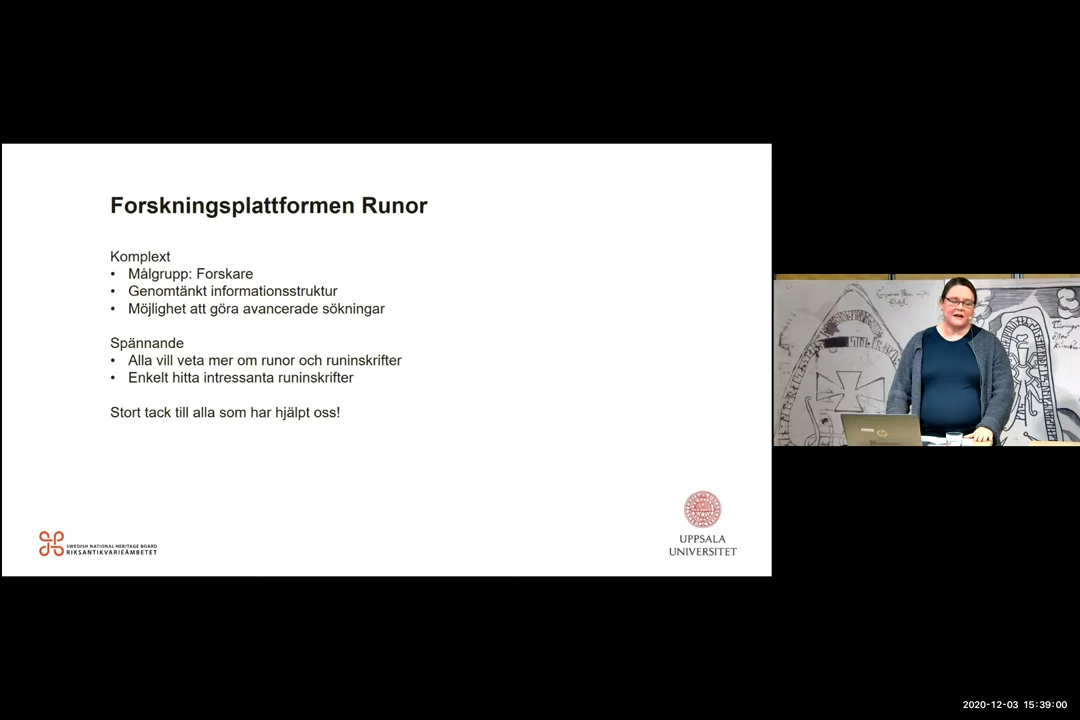 Forskningsplattformen Runor
Komplext
• Målgrupp: Forskare
• Genomtänkt informationsstruktur
• Möjlighet att göra avancerade sökningar
Spännande
• Alla vill veta mer om runor och runinskrifter
• Enkelt hitta intressanta runinskrifter
Stort tack till alla som har hjälpt oss!
SWEDISH NATIONAL HERITAGE BOARD
RIKSANTIKVARIEÄMBETET
UPPSALA
UNIVERSITET
hp
2020-12-03 15:39:00